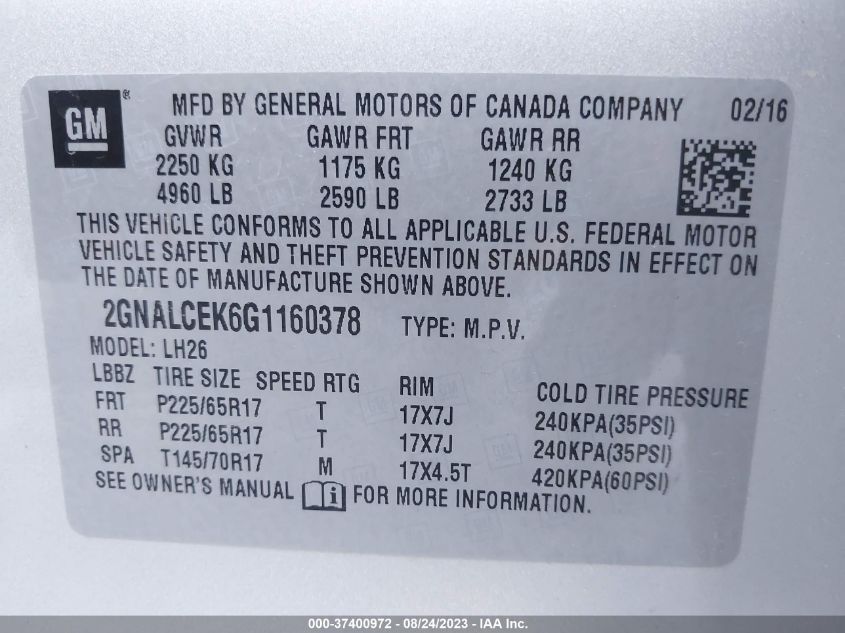 GM®
MFD BY GENERAL MOTORS OF CANADA COMPANY 02/16
GVWR GAWR FRT GAWR RR
2250 KG 1175 KG 1240 KG
4960 LB 2590 LB 2733 LB
THIS VEHICLE CONFORMS TO ALL APPLICABLE U.S. FEDERAL MOTOR
VEHICLE SAFETY AND THEFT PREVENTION STANDARDS IN EFFECT ON
THE DATE OF MANUFACTURE SHOWN ABOVE.
2GNALCEK6G1160378 TYPE: M.P.V.
MODEL: LH26
LBBZ TIRE SIZE SPEED RTG RIM COLD TIRE PRESSURE
FRT P225/65R17 T 17X7J 240KPA(35PSI)
RR P225/65R17 T 17X7J 240KPA(35PSI)
SPA T145/70R17 M 17X4.5T 420KPA(60PSI)
SEE OWNER'S MANUAL i FOR MORE INFORMATION.
000-37400972 - 08/24/2023 - IAA Inc.